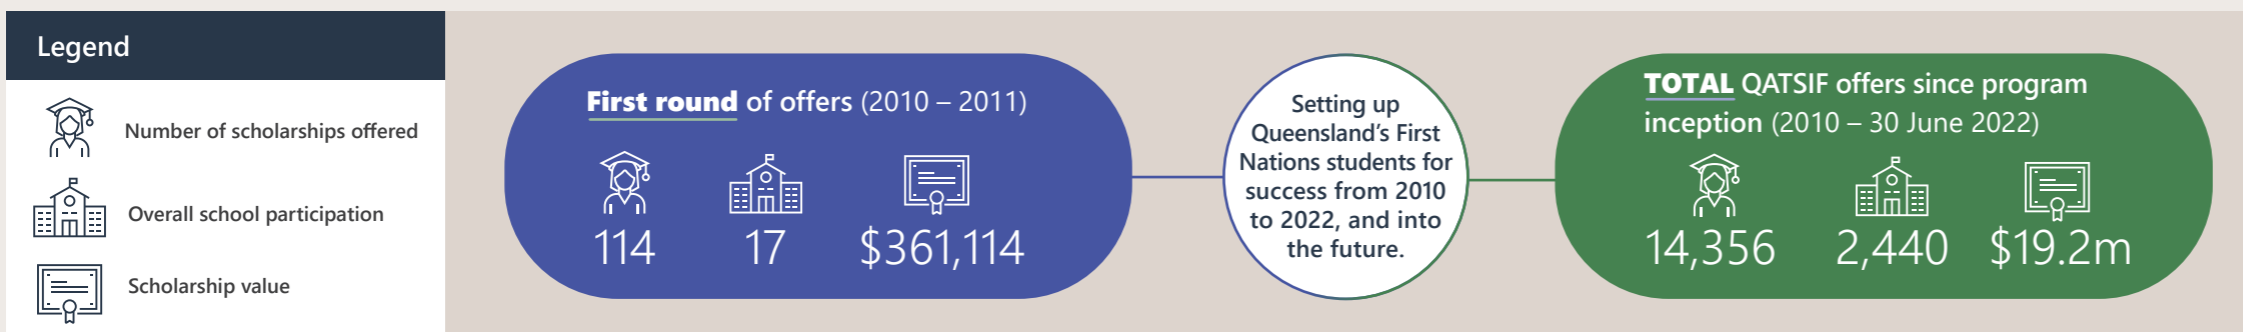 Legend
Number of scholarships offered
Overall school participation
Scholarship value
First round of offers (2010 – 2011)
114 17 $361,114
Setting up
Queensland’s First
Nations students for
success from 2010
to 2022, and into
the future.
TOTAL QATSIF offers since program
inception (2010 – 30 June 2022)
14,356 2,440 $19.2m